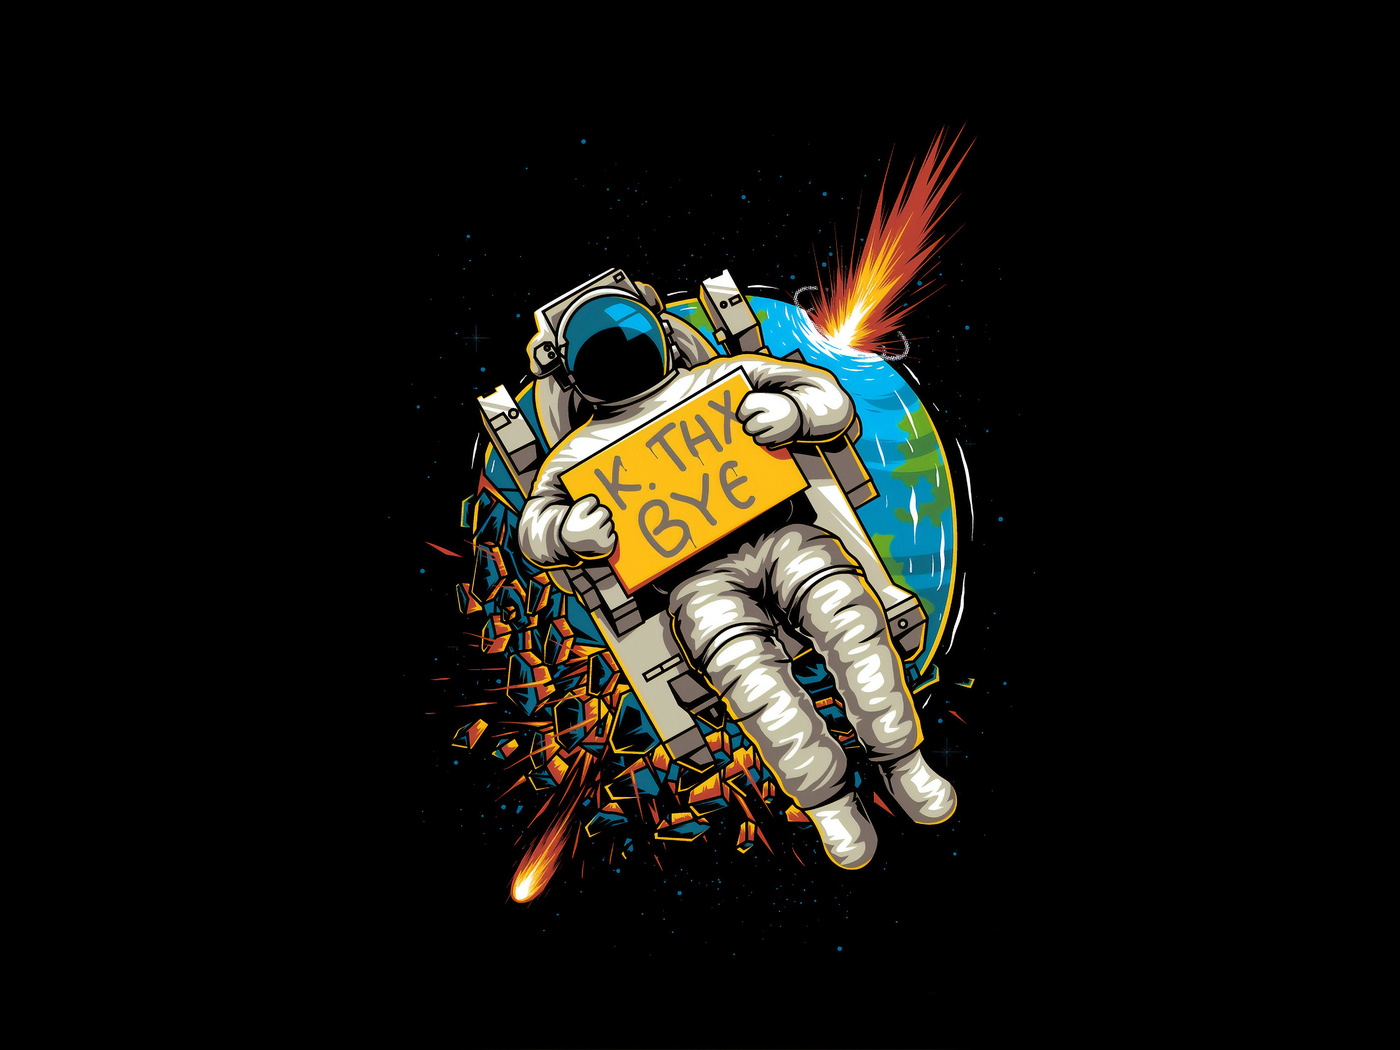 K. THX
BYE